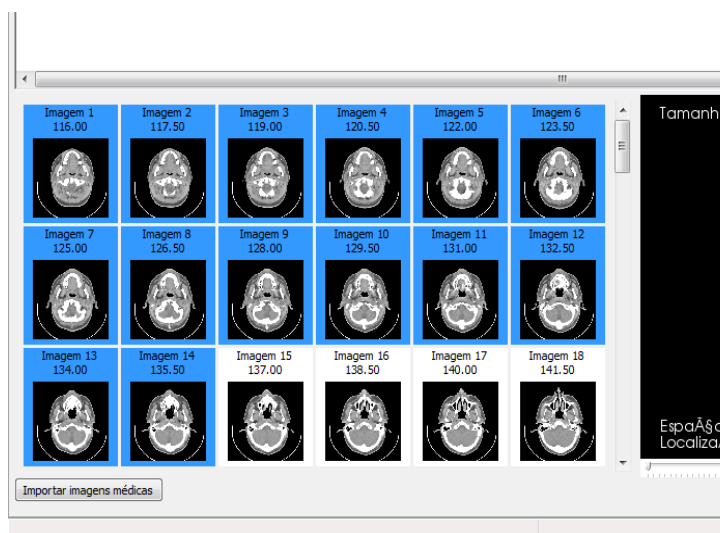 Imagem 1
116.00
Imagem 2
117.50
Imagem 3
119.00
Imagem 4
120.50
Imagem 5
122.00
Imagem 6
123.50
Tamanh
Imagem 7
125.00
Imagem 8
126.50
Imagem 9
128.00
Imagem 10
129.50
Imagem 11
131.00
Imagem 12
132.50
Imagem 13
134.00
Imagem 14
135.50
Imagem 15
137.00
Imagem 16
138.50
Imagem 17
140.00
Imagem 18
141.50
EspaÃ§
LocalizaÃ
Importar imagens médicas